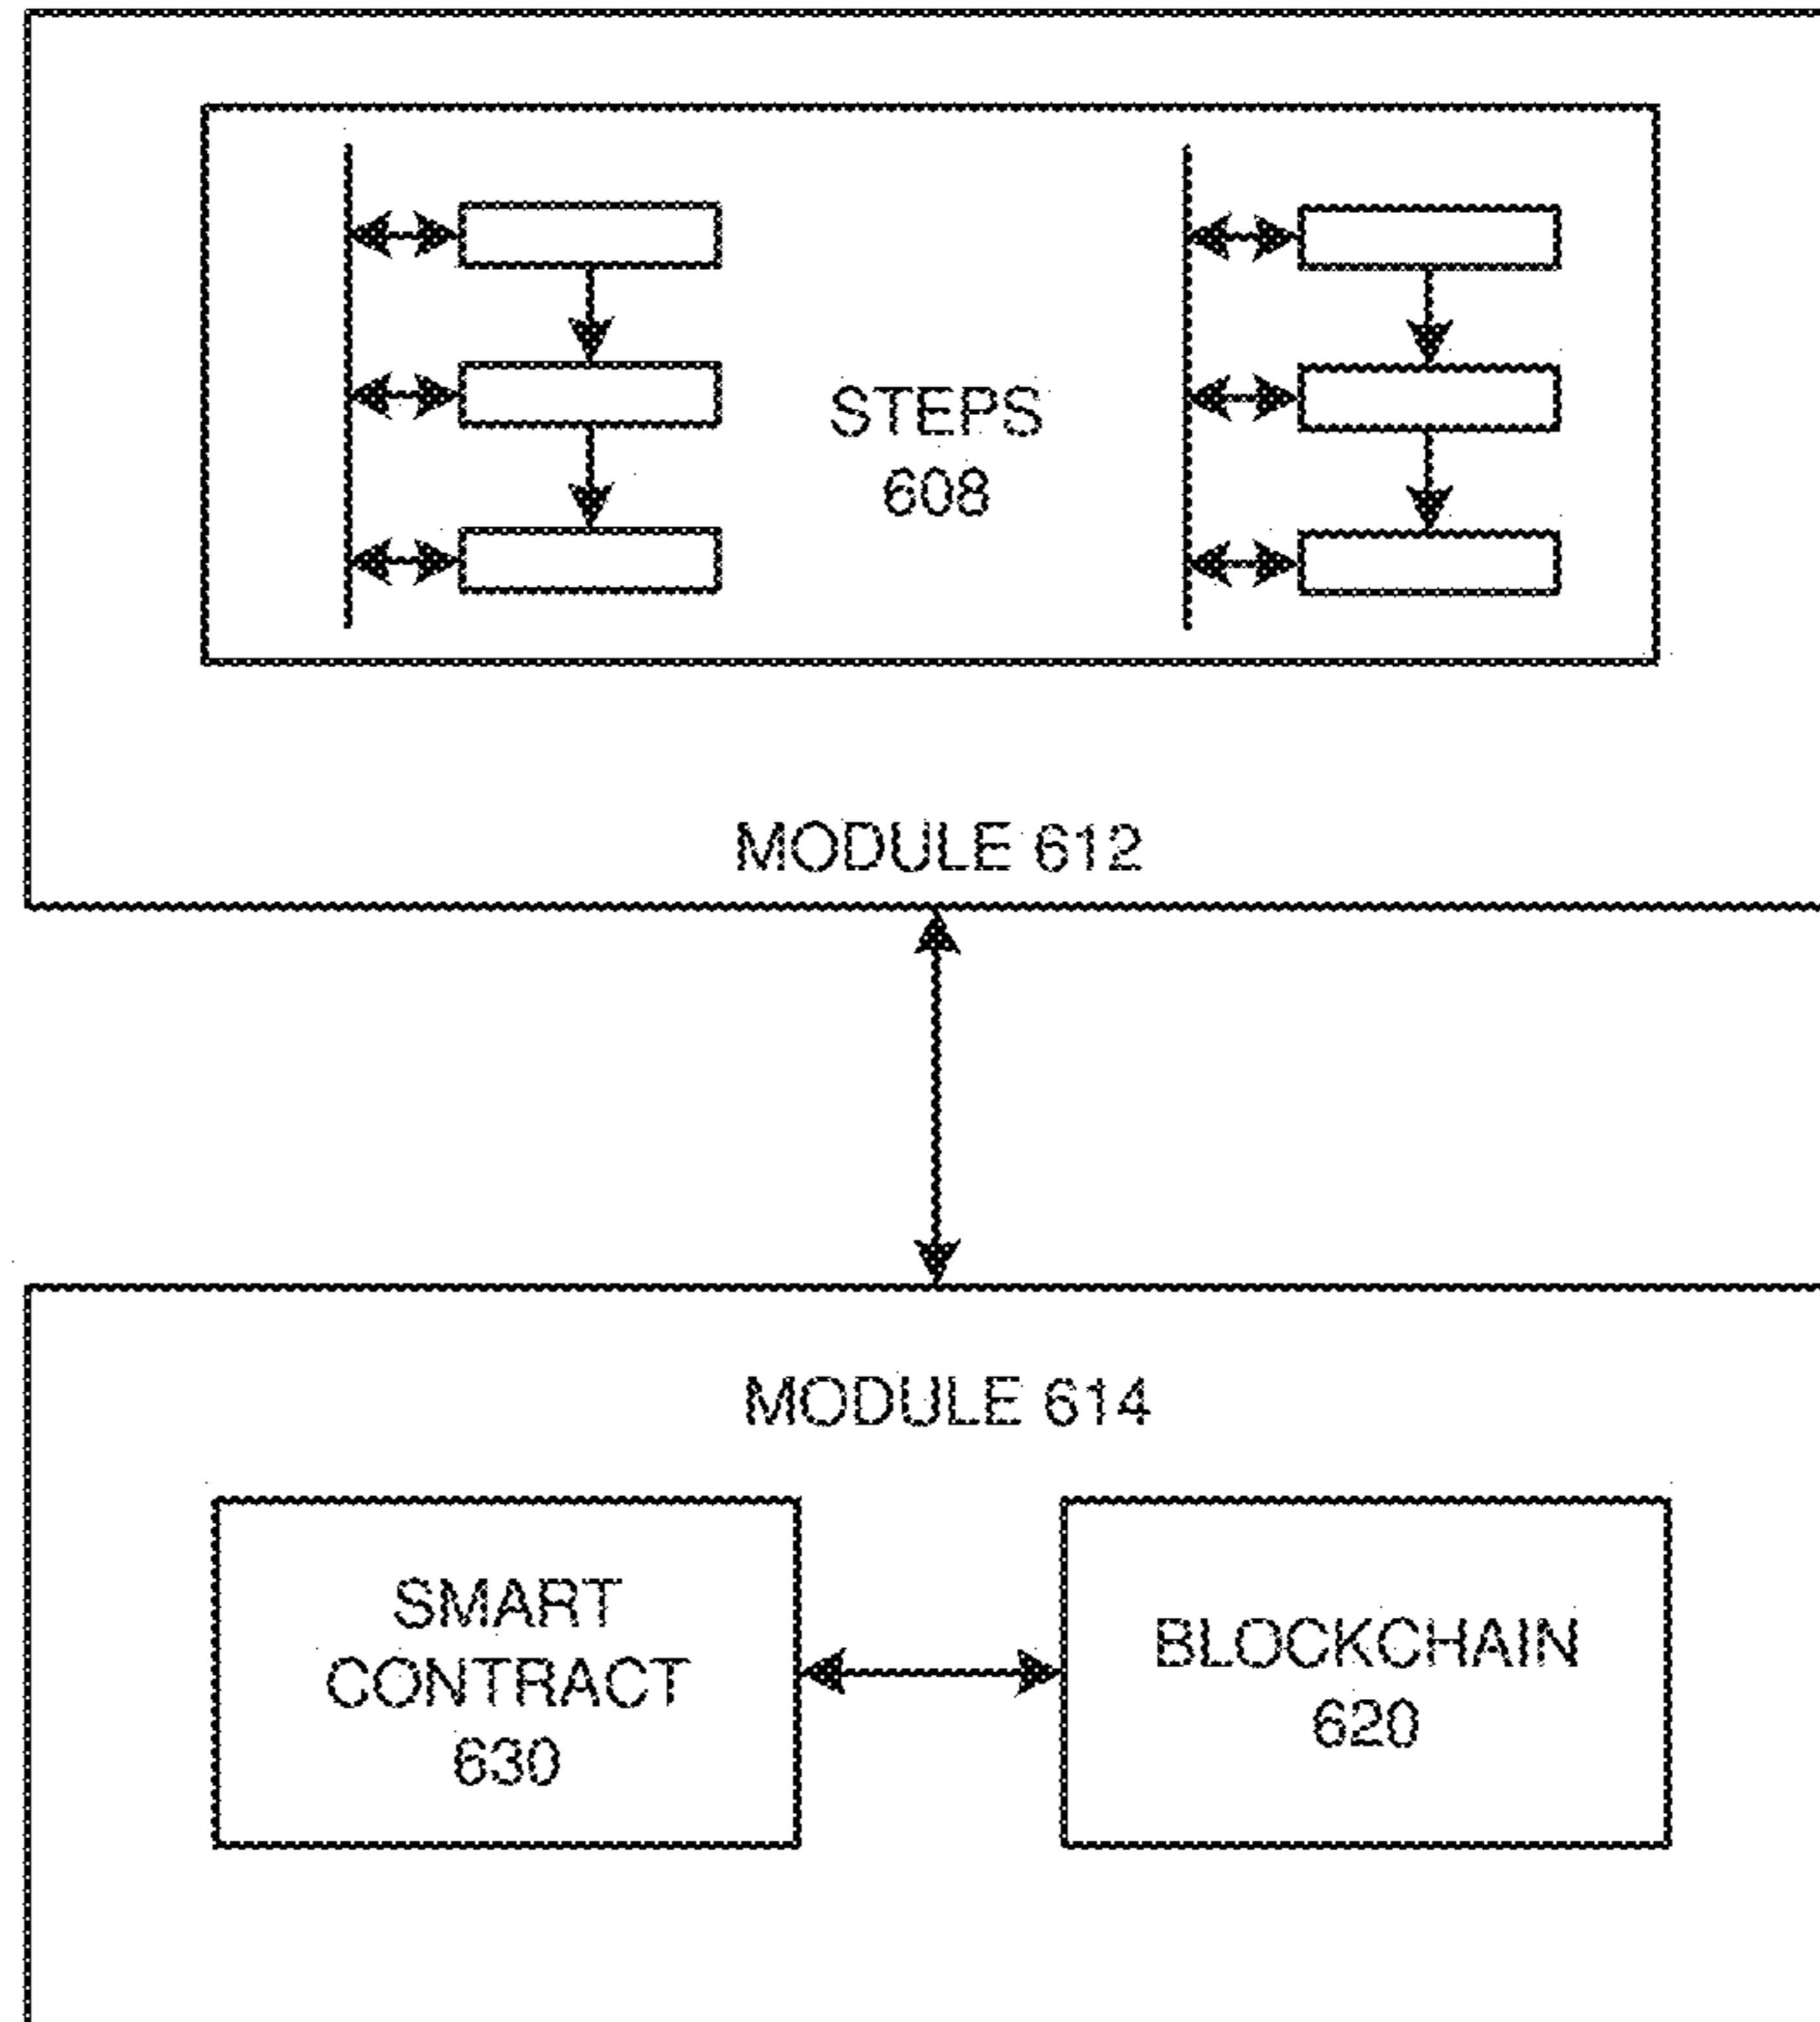 STEPS
608
MODULE 612
MODULE 614
SMART
CONTRACT
630
BLOCKCHAIN
620